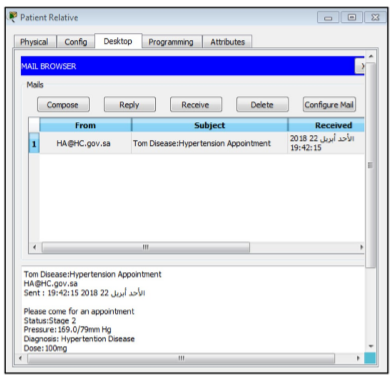 Patient Relative
Physical Config Desktop Programming Attributes
MAIL BROWSER
Mails
Compose Reply Receive Delete Configure Mail
From Subject Received
1 HA@HC.gov.sa Tom Disease:Hypertension Appointment الأحد أبريل 22 2018
19:42:15
Tom Disease:Hypertension Appointment
HA@HC.gov.sa
Sent : 19:42:15 2018 22 الأحد أبريل
Please come for an appointment
Status:Stage 2
Pressure:169.0/79mm Hg
Diagnosis: Hypertention Disease
Dose:100mg